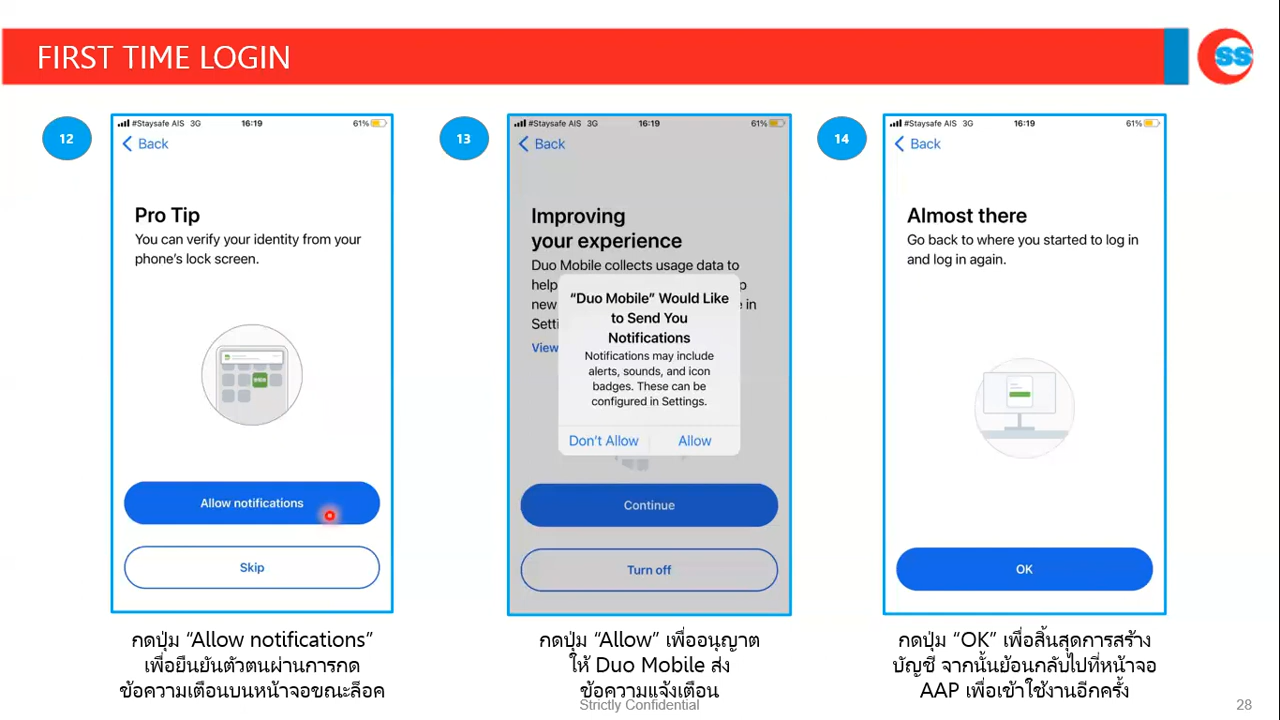 FIRST TIME LOGIN
SS
12
#Staysafe AIS 3G 16:19 61%
Back
Pro Tip
You can verify your identity from your
phone's lock screen.
Allow notifications
Skip
กดปุ่ม “Allow notifications”
เพื่อยืนยันตัวตนผ่านการกด
ข้อความเตือนบนหน้าจอขณะล็อค
13
#Staysafe AIS 3G 16:19 61%
Back
Improving
your experience
Duo Mobile collects usage data to
help
new in
Setti
View
“Duo Mobile” Would Like
to Send You
Notifications
Notifications may include
alerts, sounds, and icon
badges. These can be
configured in Settings.
Don't Allow Allow
Continue
Turn off
กดปุ่ม “Allow” เพื่ออนุญาต
ให้ Duo Mobile ส่ง
ข้อความแจ้งเตือน
14
#Staysafe AIS 3G 16:19 61%
Back
Almost there
Go back to where you started to log in
and log in again.
OK
กดปุ่ม “OK” เพื่อสิ้นสุดการสร้าง
บัญชี จากนั้นย้อนกลับไปที่หน้าจอ
AAP เพื่อเข้าใช้งานอีกครั้ง
Strictly Confidential
28